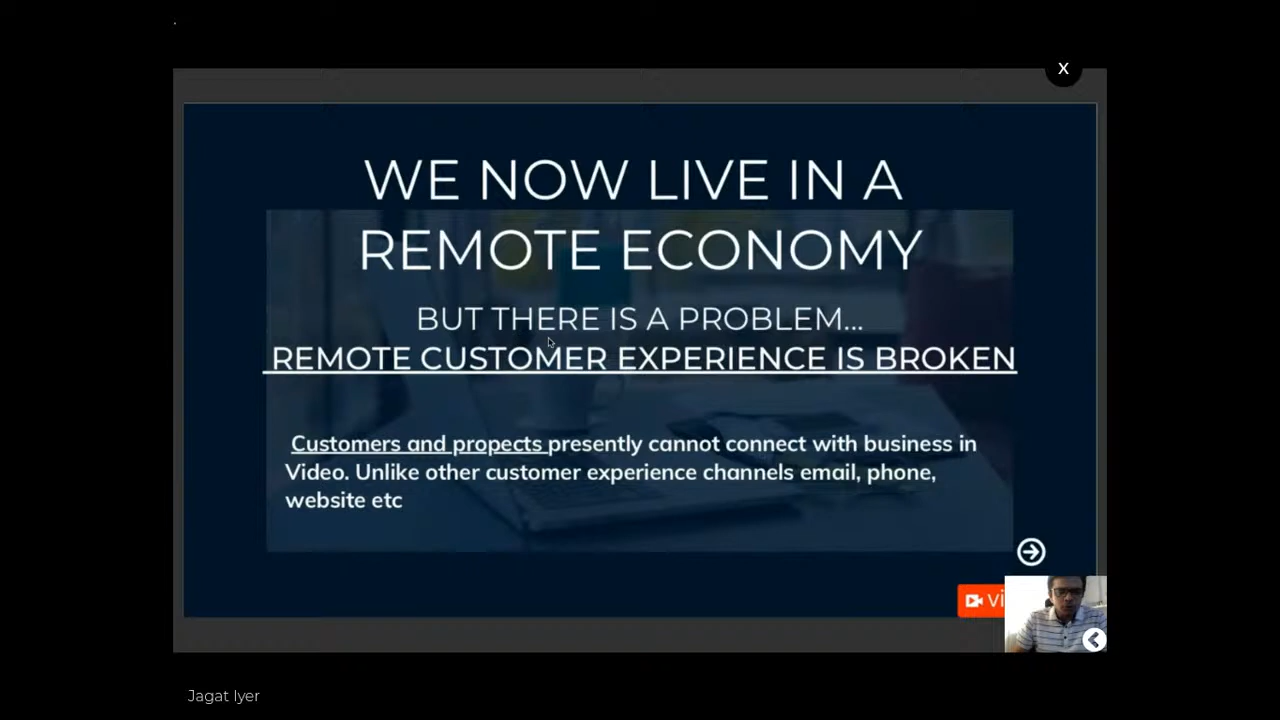 X
WE NOW LIVE IN A
REMOTE ECONOMY
BUT THERE IS A PROBLEM...
REMOTE CUSTOMER EXPERIENCE IS BROKEN
Customers and propects presently cannot connect with business in
Video. Unlike other customer experience channels email, phone,
website etc
Jagat Iyer